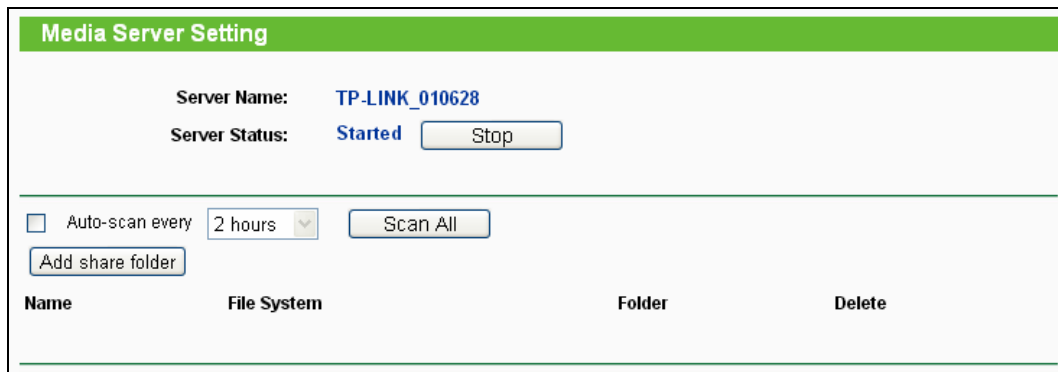 Media Server Setting
Server Name: TP-LINK_010628
Server Status: Started Stop
Auto-scan every 2 hours Scan All
Add share folder
Name File System Folder Delete